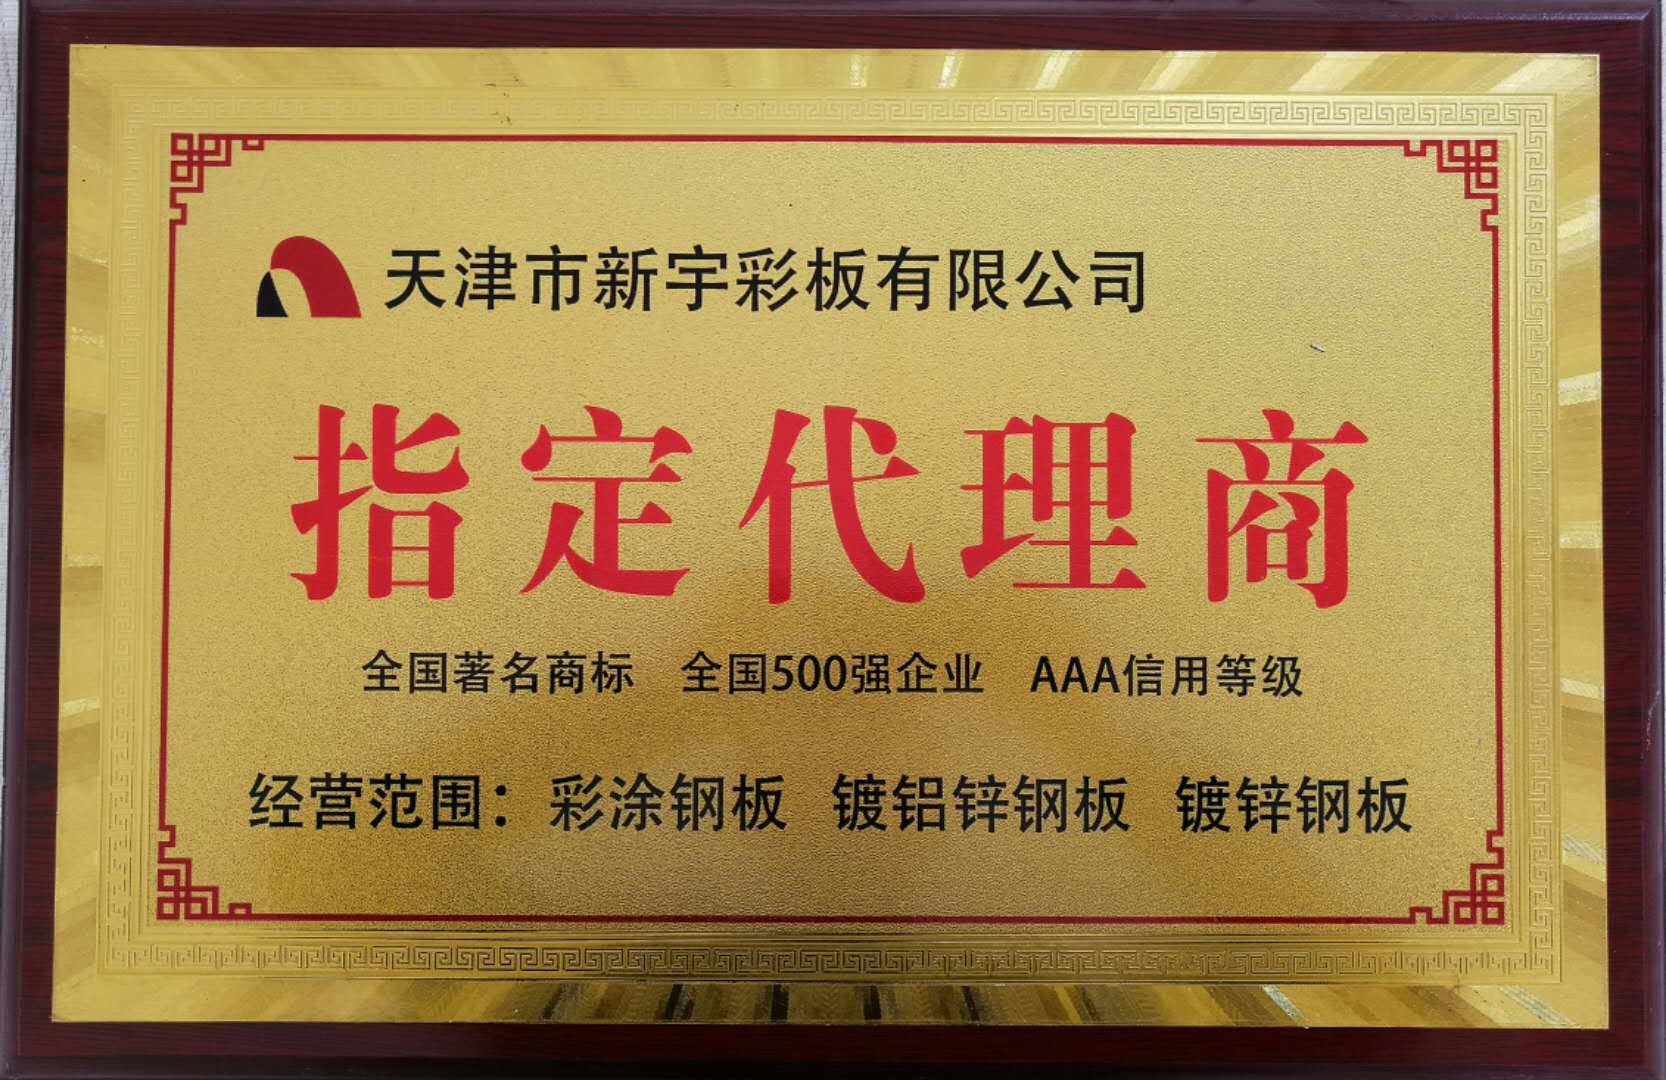 天津市新宇彩板有限公司
指定代理商
全国著名商标 全国500强企业 AAA信用等级
经营范围：彩涂钢板 镀铝锌钢板 镀锌钢板